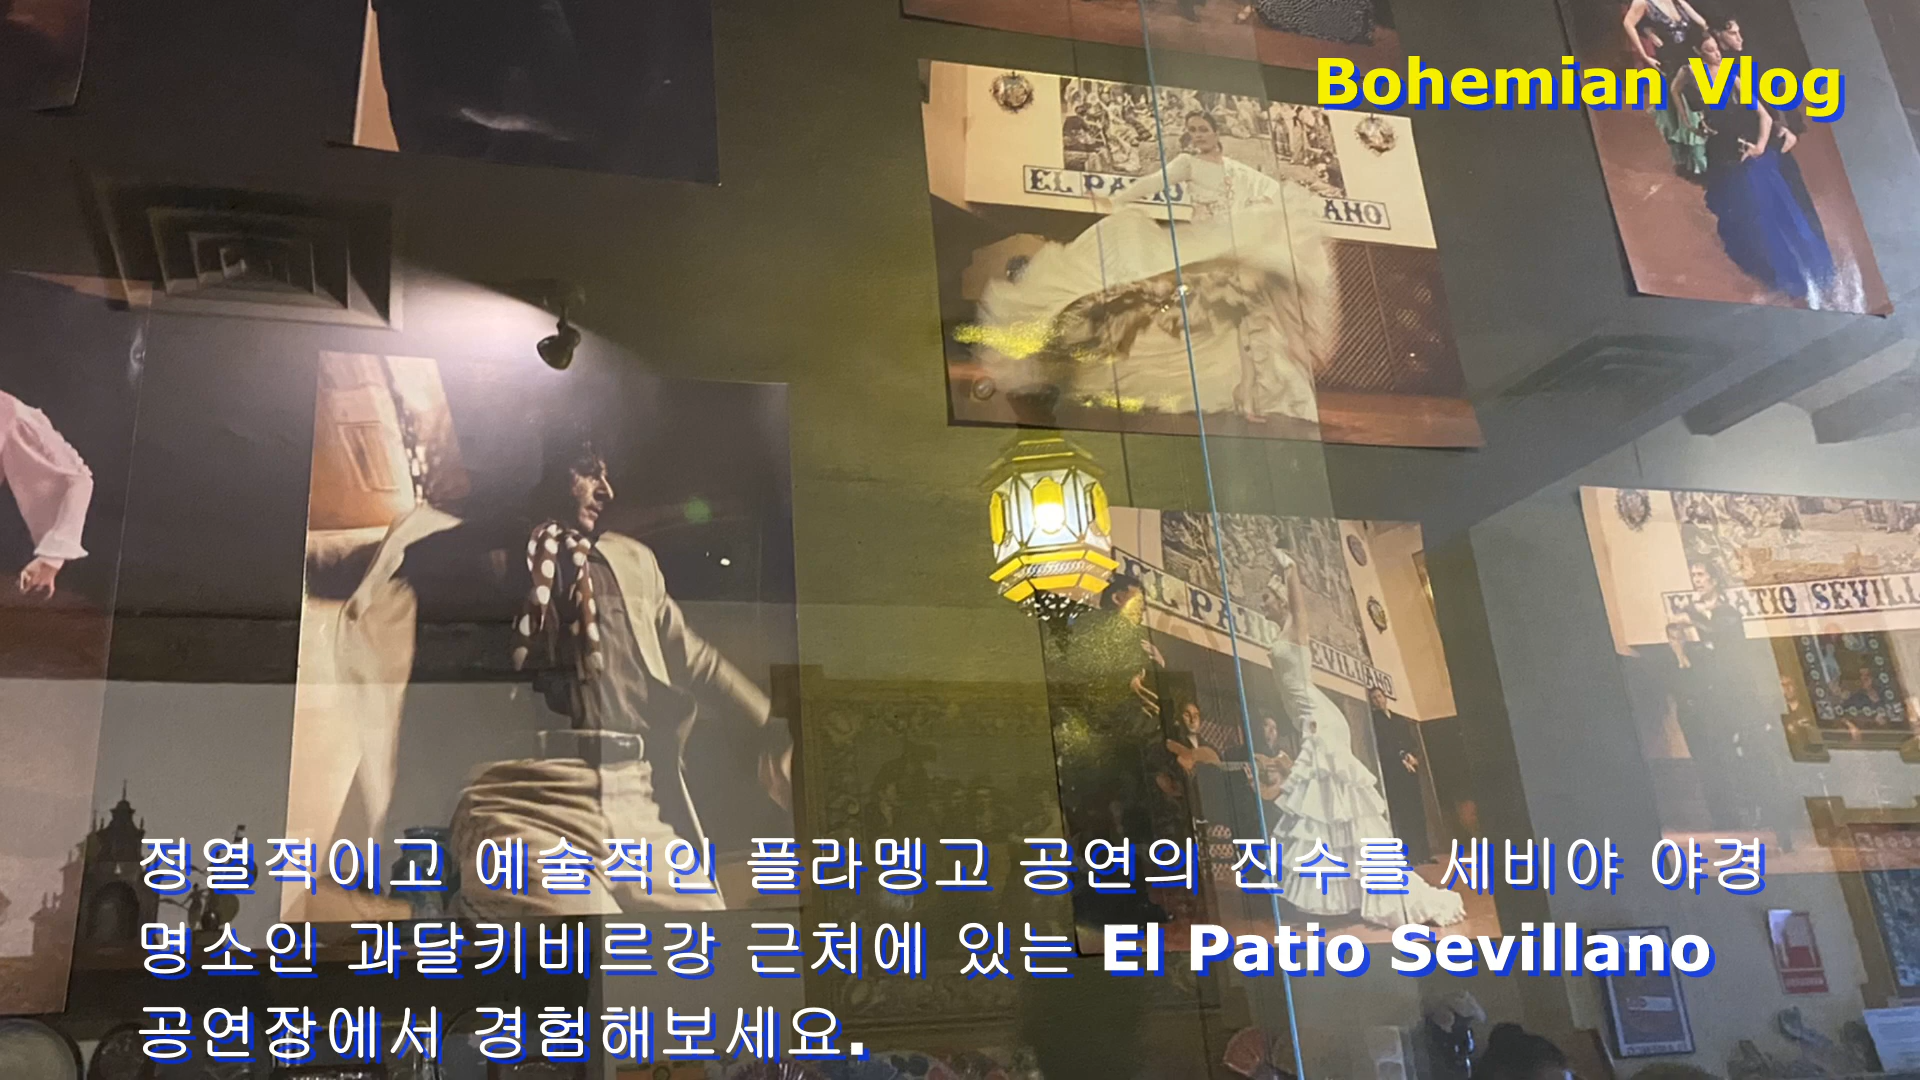 Bohemian Vlog
EL PATIO
ANO
EL PATIO SEVILLANO
PATIO SEVILL
정열적이고 예술적인 플라멩고 공연의 진수를 세비야 야경
명소인 과달키비르강 근처에 있는 El Patio Sevillano
공연장에서 경험해보세요.